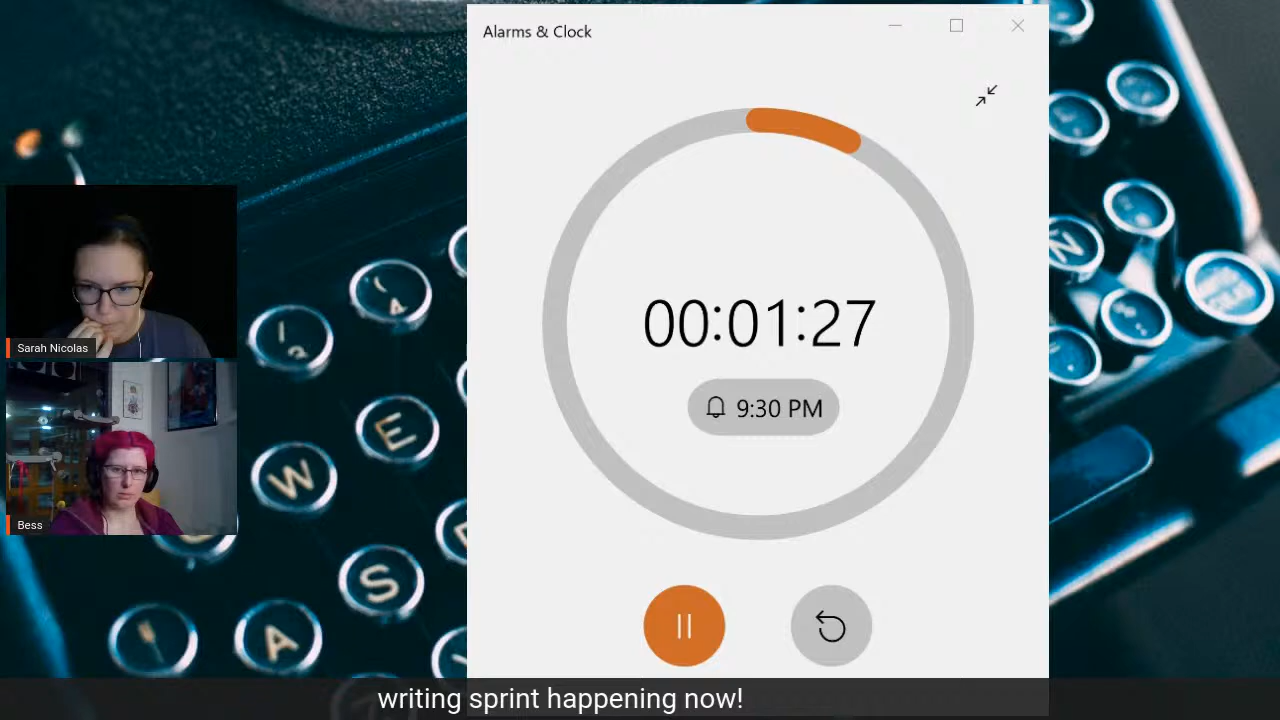 Alarms & Clock
00:01:27
9:30 PM
Sarah Nicolas
Bess
N
E
W
S
A
writing sprint happening now!